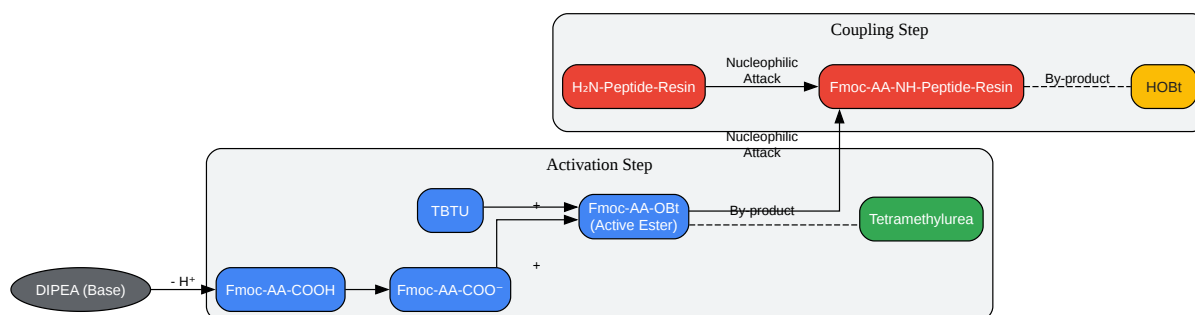 Coupling Step
Nucleophilic
Attack
H₂N-Peptide-Resin
Fmoc-AA-NH-Peptide-Resin
By-product
HOBt
Nucleophilic
Attack
Activation Step
TBTU
+
Fmoc-AA-OBt
(Active Ester)
By-product
Tetramethylurea
+
DIPEA (Base)
- H⁺
Fmoc-AA-COOH
Fmoc-AA-COO⁻